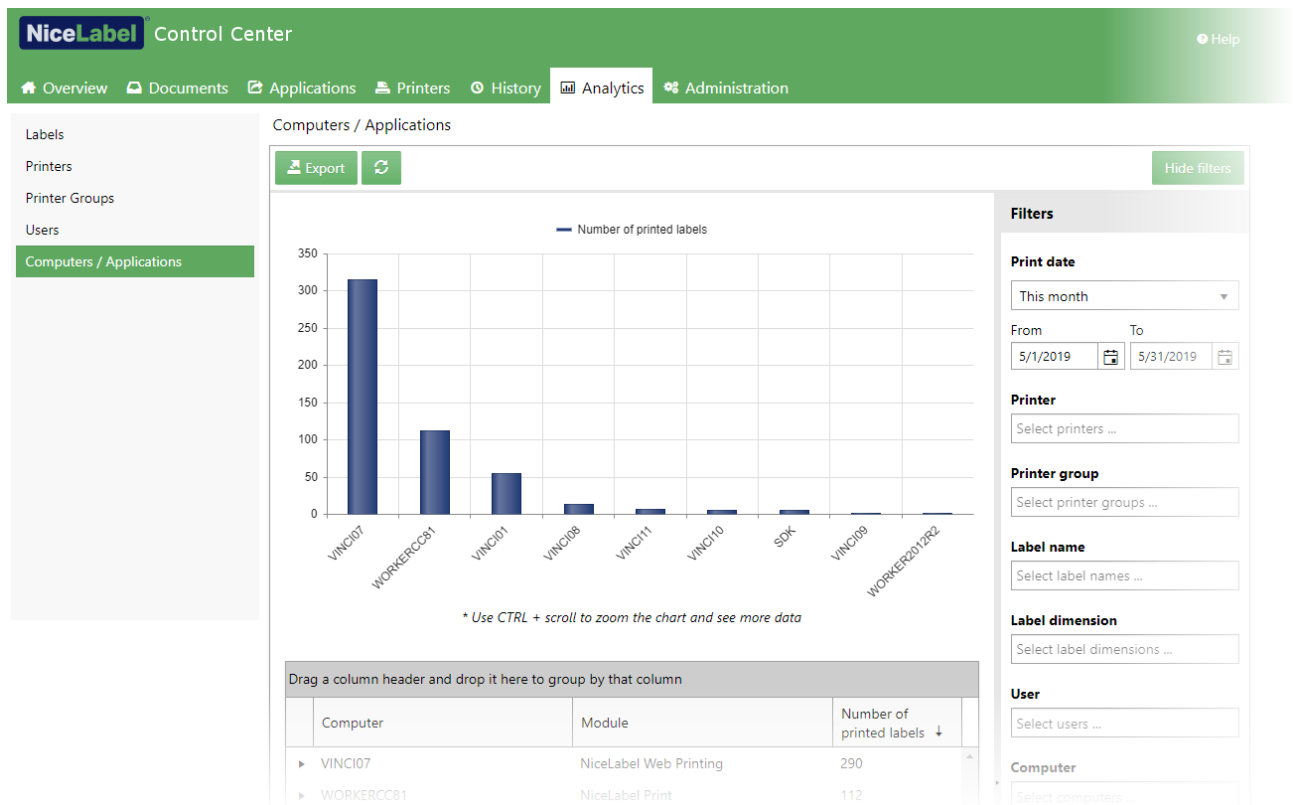 NiceLabel® Control Center
Help
Overview Documents Applications Printers History Analytics Administration
Labels
Printers
Printer Groups
Users
Computers / Applications
Computers / Applications
Export
Hide filters
Number of printed labels
350
300
250
200
150
100
50
0
VINCI07
WORKERCC81
VINCI01
VINCI08
VINCI11
VINCI10
SDK
VINCI09
WORKER2012R2
* Use CTRL + scroll to zoom the chart and see more data
Drag a column header and drop it here to group by that column
Computer Module Number of
printed labels ↓
VINCI07 NiceLabel Web Printing 290
WORKERCC81 NiceLabel Print 112
Filters
Print date
This month
From To
5/1/2019 5/31/2019
Printer
Select printers ...
Printer group
Select printer groups ...
Label name
Select label names ...
Label dimension
Select label dimensions ...
User
Select users ...
Computer
Select computers ...